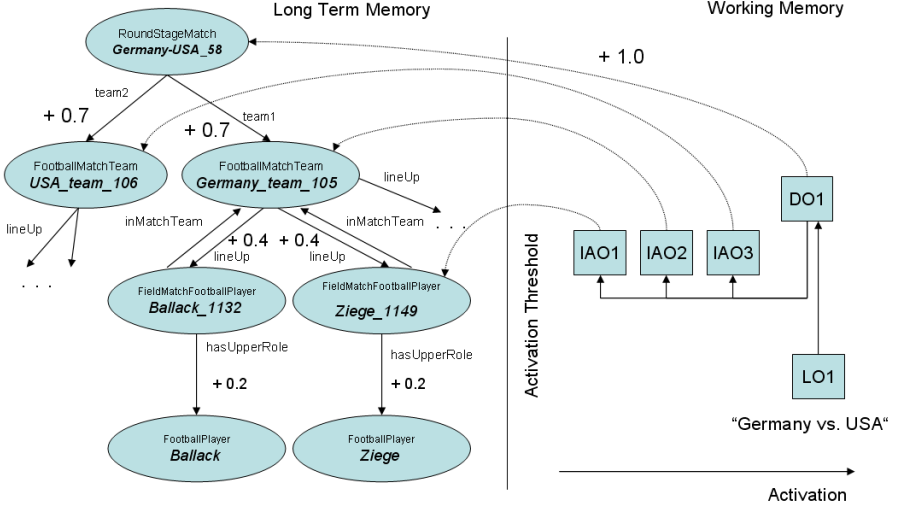 Long Term Memory
Working Memory
RoundStageMatch
Germany-USA_58
+ 1.0
team2
team1
+ 0.7
+ 0.7
FootballMatchTeam
USA_team_106
FootballMatchTeam
Germany_team_105
lineUp
DO1
lineUp
inMatchTeam
inMatchTeam
. . .
+ 0.4
+ 0.4
lineUp
lineUp
IAO1
IAO2
IAO3
. . .
FieldMatchFootballPlayer
Ballack_1132
FieldMatchFootballPlayer
Ziege_1149
Activation Threshold
hasUpperRole
hasUpperRole
+ 0.2
+ 0.2
LO1
“Germany vs. USA“
FootballPlayer
Ballack
FootballPlayer
Ziege
Activation